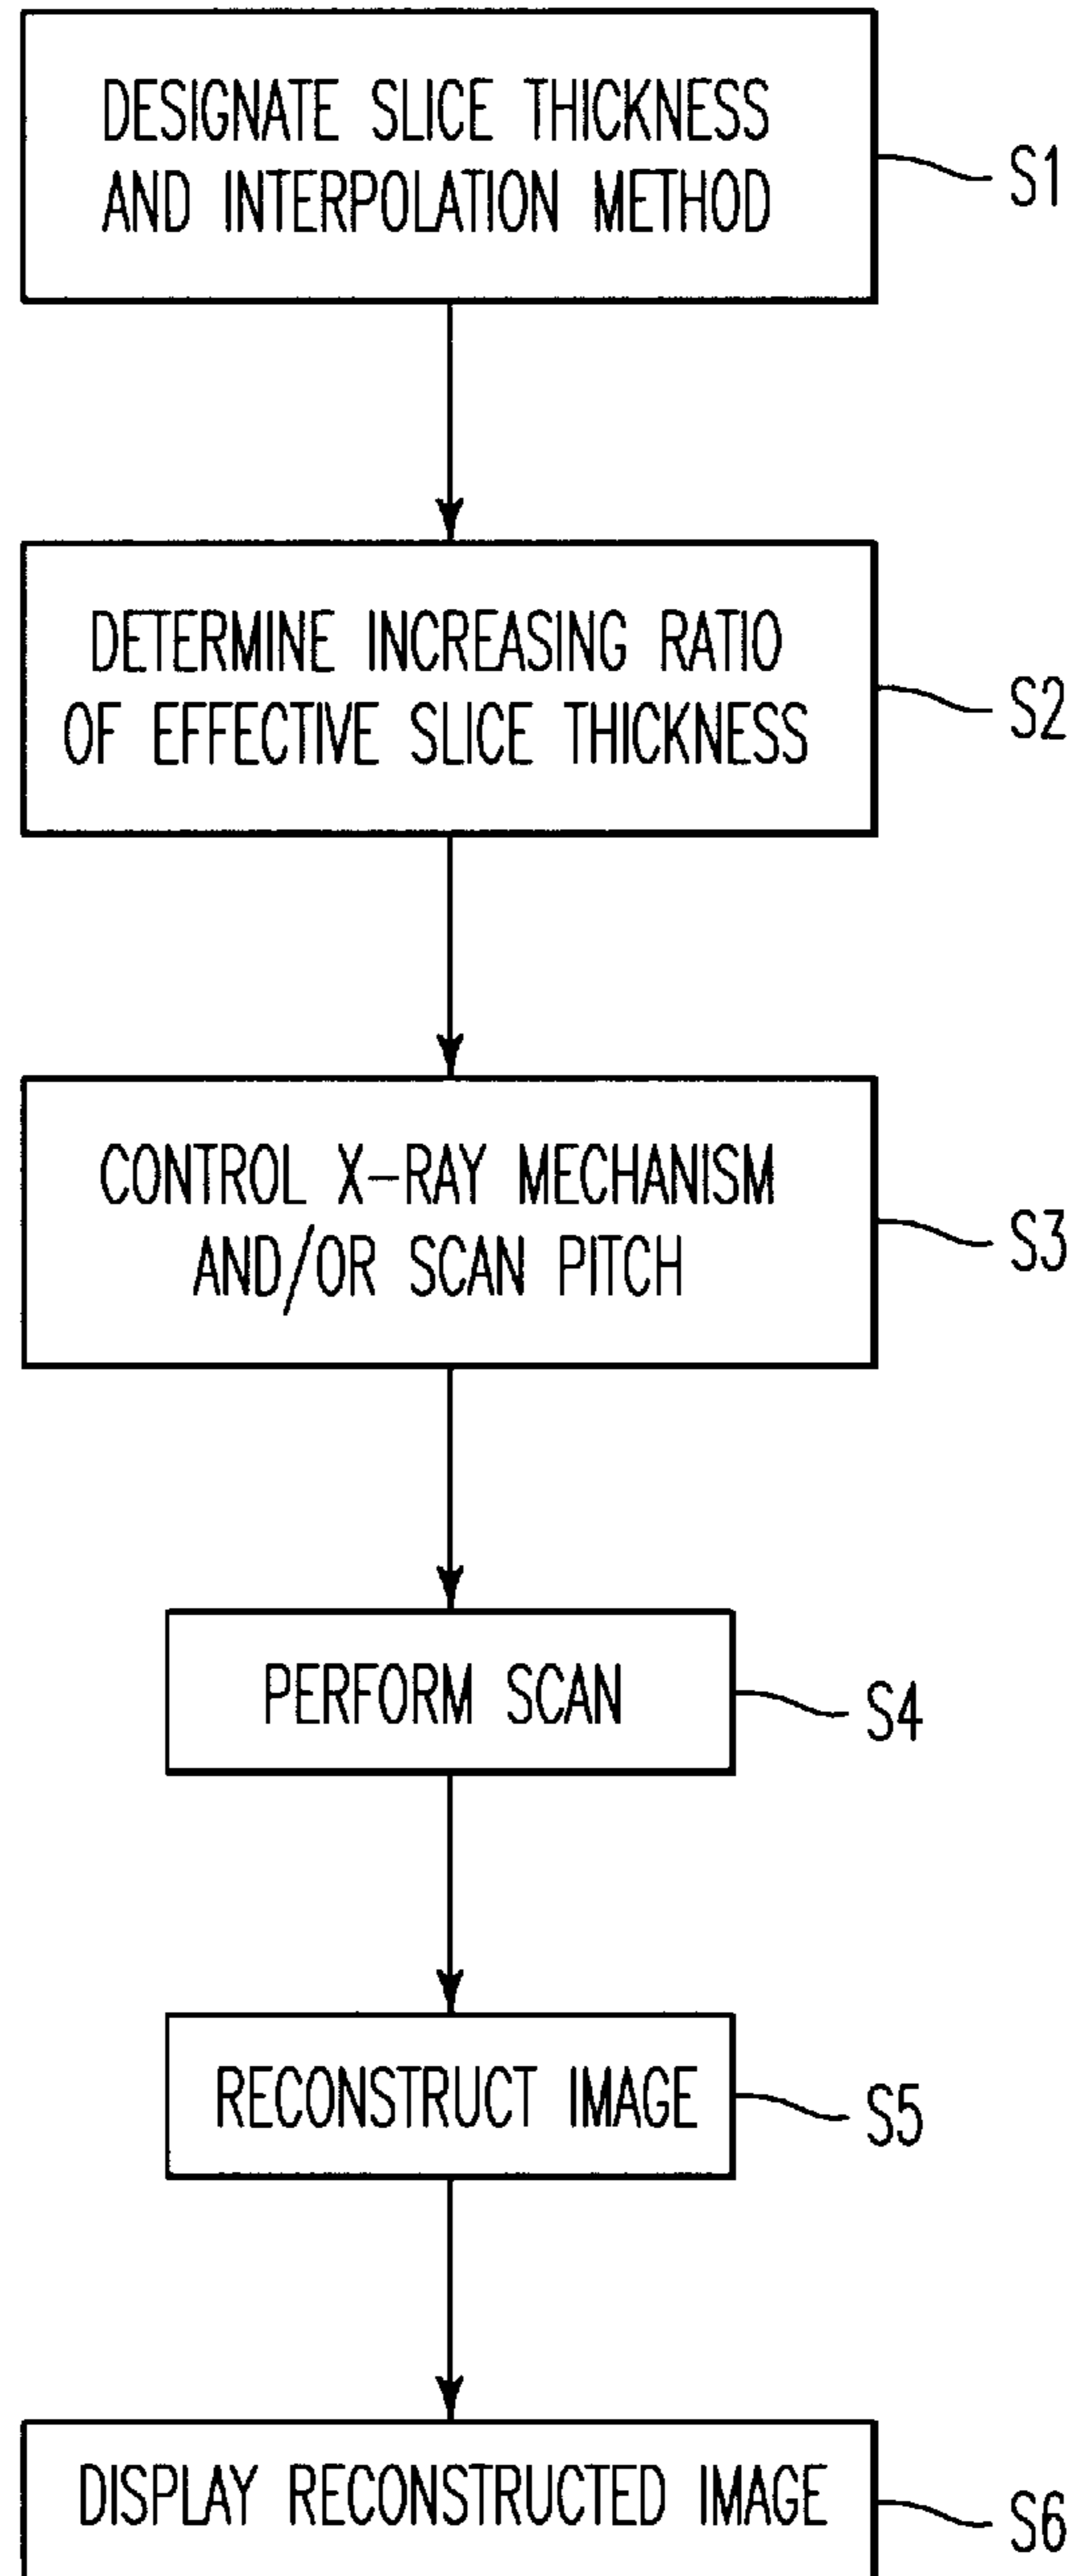 DESIGNATE SLICE THICKNESS
AND INTERPOLATION METHOD
S1
DETERMINE INCREASING RATIO
OF EFFECTIVE SLICE THICKNESS
S2
CONTROL X-RAY MECHANISM
AND/OR SCAN PITCH
S3
PERFORM SCAN
S4
RECONSTRUCT IMAGE
S5
DISPLAY RECONSTRUCTED IMAGE
S6